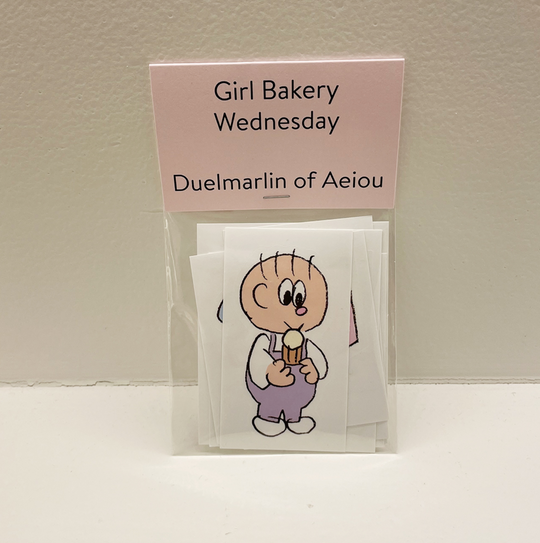 Girl Bakery
Wednesday
Duelmarlin of Aeiou